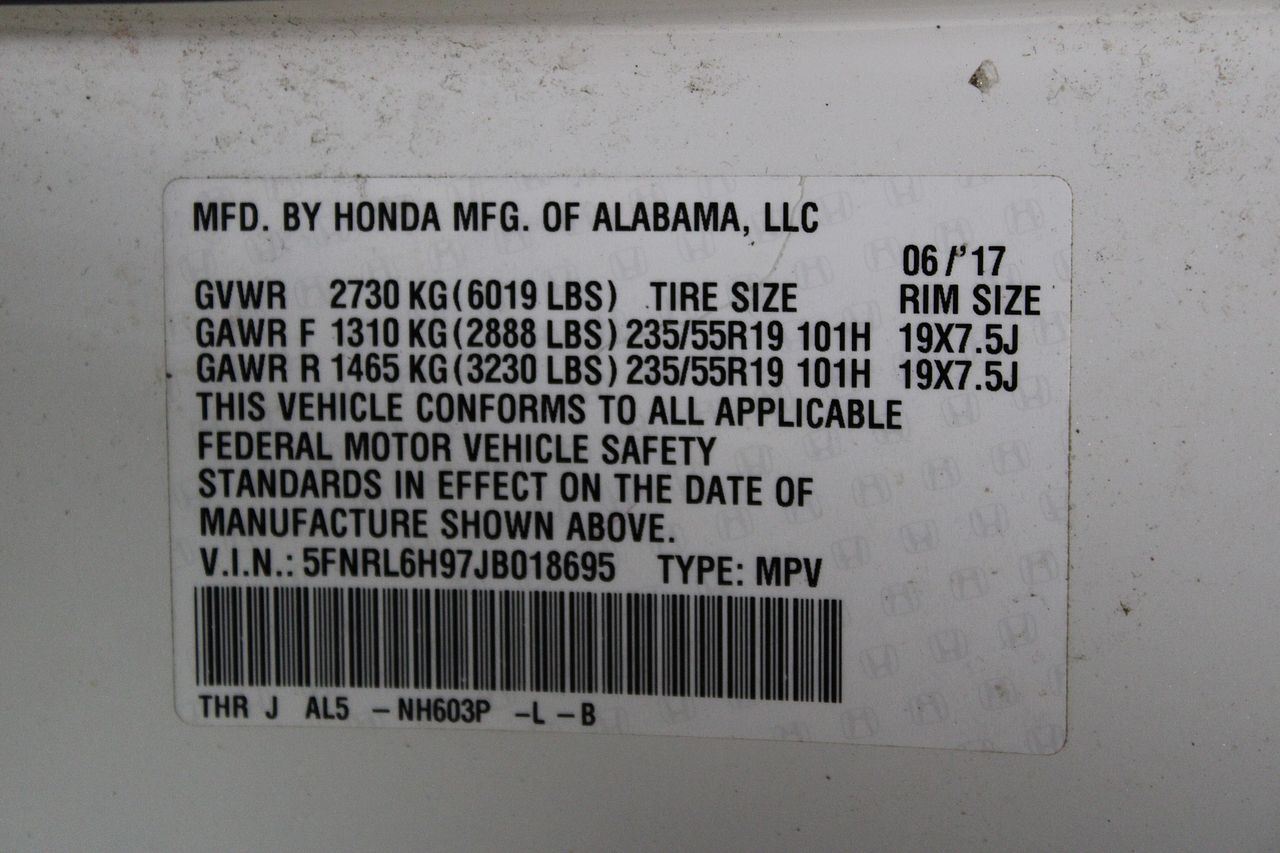 MFD. BY HONDA MFG. OF ALABAMA, LLC
06/'17
GVWR 2730 KG(6019 LBS) TIRE SIZE RIM SIZE
GAWR F 1310 KG(2888 LBS) 235/55R19 101H 19X7.5J
GAWR R 1465 KG(3230 LBS) 235/55R19 101H 19X7.5J
THIS VEHICLE CONFORMS TO ALL APPLICABLE
FEDERAL MOTOR VEHICLE SAFETY
STANDARDS IN EFFECT ON THE DATE OF
MANUFACTURE SHOWN ABOVE.
V.I.N.: 5FNRL6H97JB018695 TYPE: MPV
THR J AL5 -NH603P -L -B